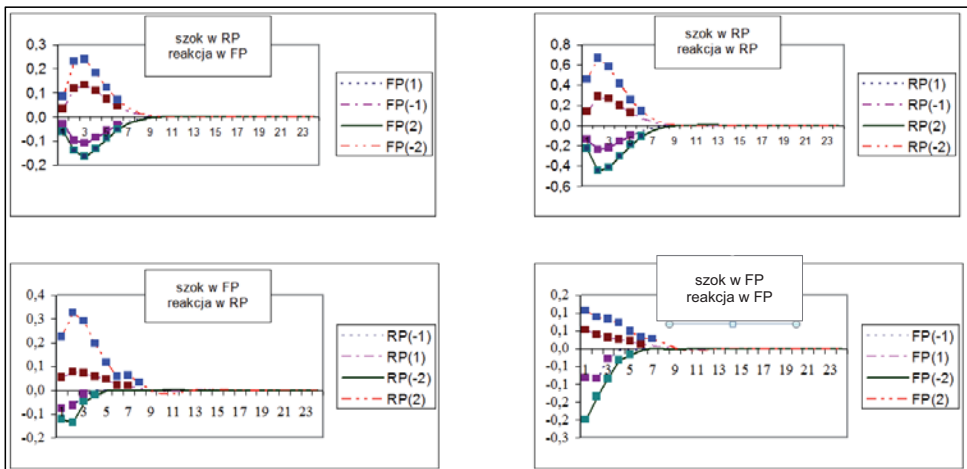 szok w RP
reakcja w FP
0,3
0,2
0,1
0,0
-0,1
-0,2
3 5 7 9 11 13 15 17 19 21 23
FP(1)
FP(-1)
FP(2)
FP(-2)
szok w RP
reakcja w RP
0,8
0,6
0,4
0,2
0,0
-0,2
-0,4
-0,6
3 5 7 9 11 13 15 17 19 21 23
RP(1)
RP(-1)
RP(2)
RP(-2)
szok w FP
reakcja w RP
0,4
0,3
0,2
0,1
0,0
-0,1
-0,2
3 5 7 9 11 13 15 17 19 21 23
RP(-1)
RP(1)
RP(-2)
RP(2)
szok w FP
reakcja w FP
0,2
0,2
0,1
0,1
0,0
-0,1
-0,1
-0,2
-0,3
1 3 5 7 9 11 13 15 17 19 21 23
FP(-1)
FP(1)
FP(-2)
FP(2)